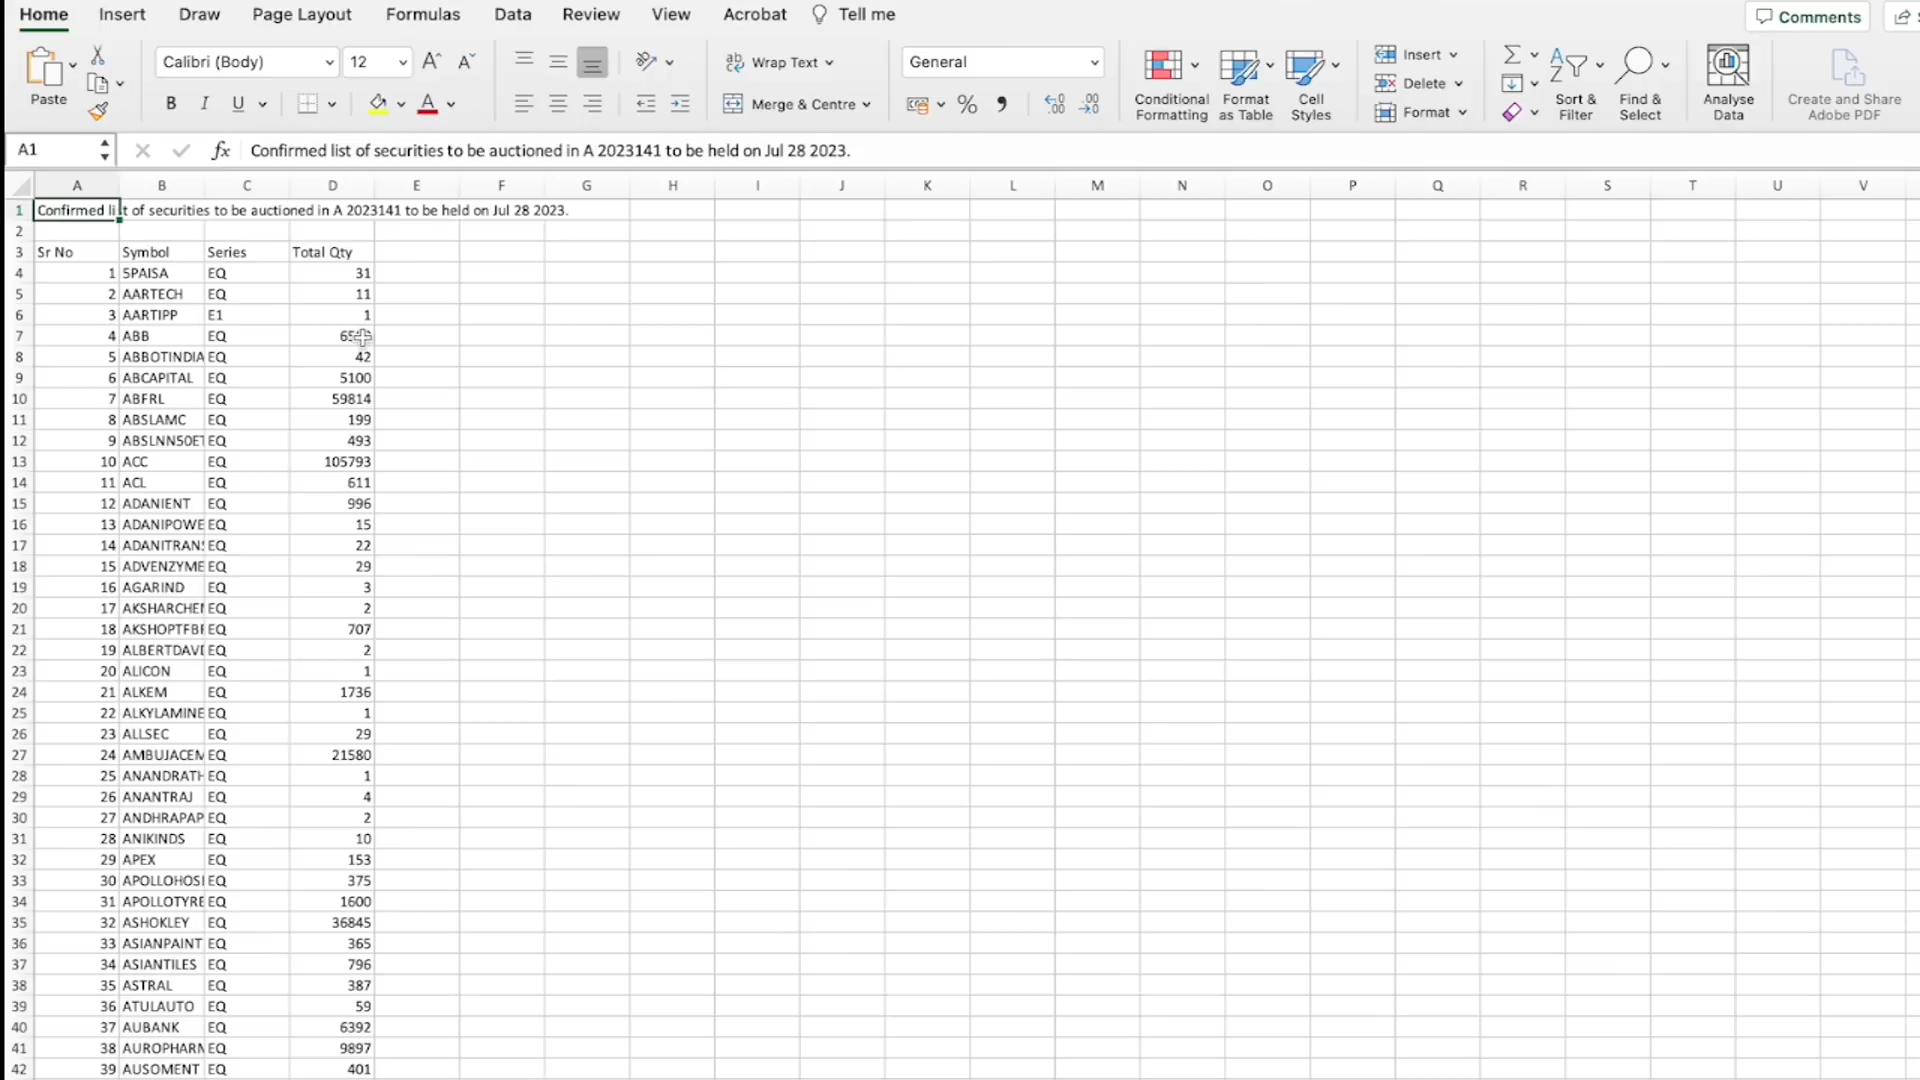 Home Insert Draw Page Layout Formulas Data Review View Acrobat Tell me Comments
Paste
Calibri (Body) 12
B I U
Wrap Text
Merge & Centre
General
Conditional Formatting
Format as Table
Cell Styles
Insert
Delete
Format
Sort & Filter
Find & Select
Analyse Data
Create and Share Adobe PDF
A1 fx Confirmed list of securities to be auctioned in A 2023141 to be held on Jul 28 2023.
A B C D E F G H I J K L M N O P Q R S T U V
1 Confirmed list of securities to be auctioned in A 2023141 to be held on Jul 28 2023.
2
3 Sr No Symbol Series Total Qty
4 1 5PAISA EQ 31
5 2 AARTECH EQ 11
6 3 AARTIPP E1 1
7 4 ABB EQ
8 5 ABBOTINDIA EQ 42
9 6 ABCAPITAL EQ 5100
10 7 ABFRL EQ 59814
11 8 ABSLAMC EQ 199
12 9 ABSLNN50ET EQ 493
13 10 ACC EQ 105793
14 11 ACL EQ 611
15 12 ADANIENT EQ 996
16 13 ADANIPOWE EQ 15
17 14 ADANITRANS EQ 22
18 15 ADVENZYME EQ 29
19 16 AGARIND EQ 3
20 17 AKSHARCHE EQ 2
21 18 AKSHOPTFB EQ 707
22 19 ALBERTDAV EQ 2
23 20 ALICON EQ 1
24 21 ALKEM EQ 1736
25 22 ALKYLAMINE EQ 1
26 23 ALLSEC EQ 29
27 24 AMBUJACEM EQ 21580
28 25 ANANDRATH EQ 1
29 26 ANANTRAJ EQ 4
30 27 ANDHRAPAP EQ 2
31 28 ANIKINDS EQ 10
32 29 APEX EQ 153
33 30 APOLLOHOS EQ 375
34 31 APOLLOTYRE EQ 1600
35 32 ASHOKLEY EQ 36845
36 33 ASIANPAINT EQ 365
37 34 ASIANTILES EQ 796
38 35 ASTRAL EQ 387
39 36 ATULAUTO EQ 59
40 37 AUBANK EQ 6392
41 38 AUROPHARM EQ 9897
42 39 AUSOMENT EQ 401